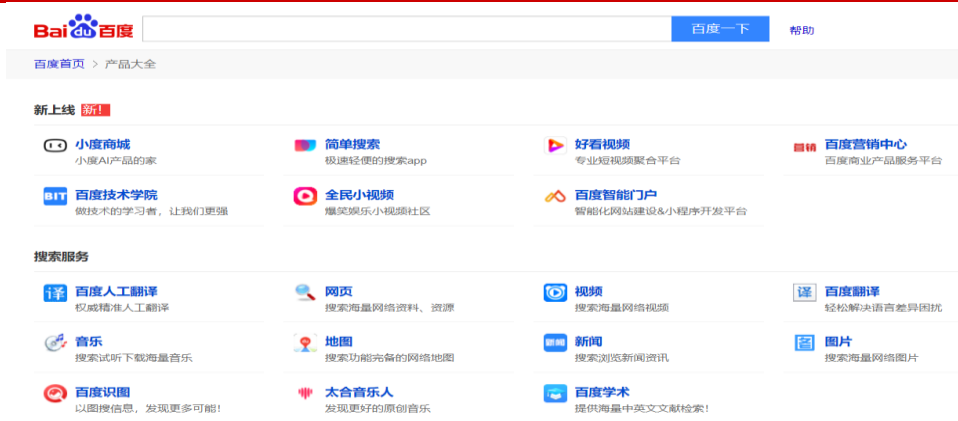 Bai du 百度 百度一下 帮助
百度首页 > 产品大全
新上线 新!
小度商城 简单搜索 好看视频 营销 百度营销中心
小度AI产品的家 极速轻便的搜索app 专业短视频聚合平台 百度商业产品服务平台
BIT 百度技术学院 全民小视频 百度智能门户
做技术的学习者，让我们更强 爆笑娱乐小视频社区 智能化网站建设&小程序开发平台
搜索服务
译 百度人工翻译 网页 视频 译 百度翻译
权威精准人工翻译 搜索海量网络资料、资源 搜索海量网络视频 轻松解决语言差异困扰
音乐 地图 新闻 新闻 图片
搜索试听下载海量音乐 搜索功能完备的网络地图 搜索浏览新闻资讯 搜索海量网络图片
百度识图 太合音乐人 百度学术
以图搜信息，发现更多可能! 发现更好的原创音乐 提供海量中英文文献检索!